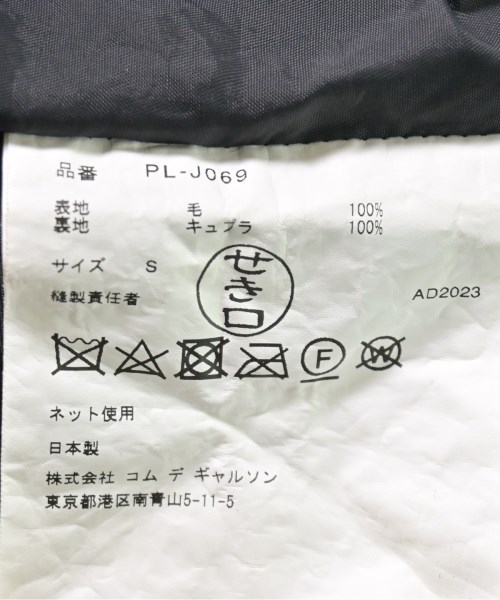 品番 PL-J069
表地 毛 100%
裏地 キュプラ 100%
サイズ S
せき口
縫製責任者
AD2023
F
W
ネット使用
日本製
株式会社 コム デ ギャルソン
東京都港区南青山5-11-5